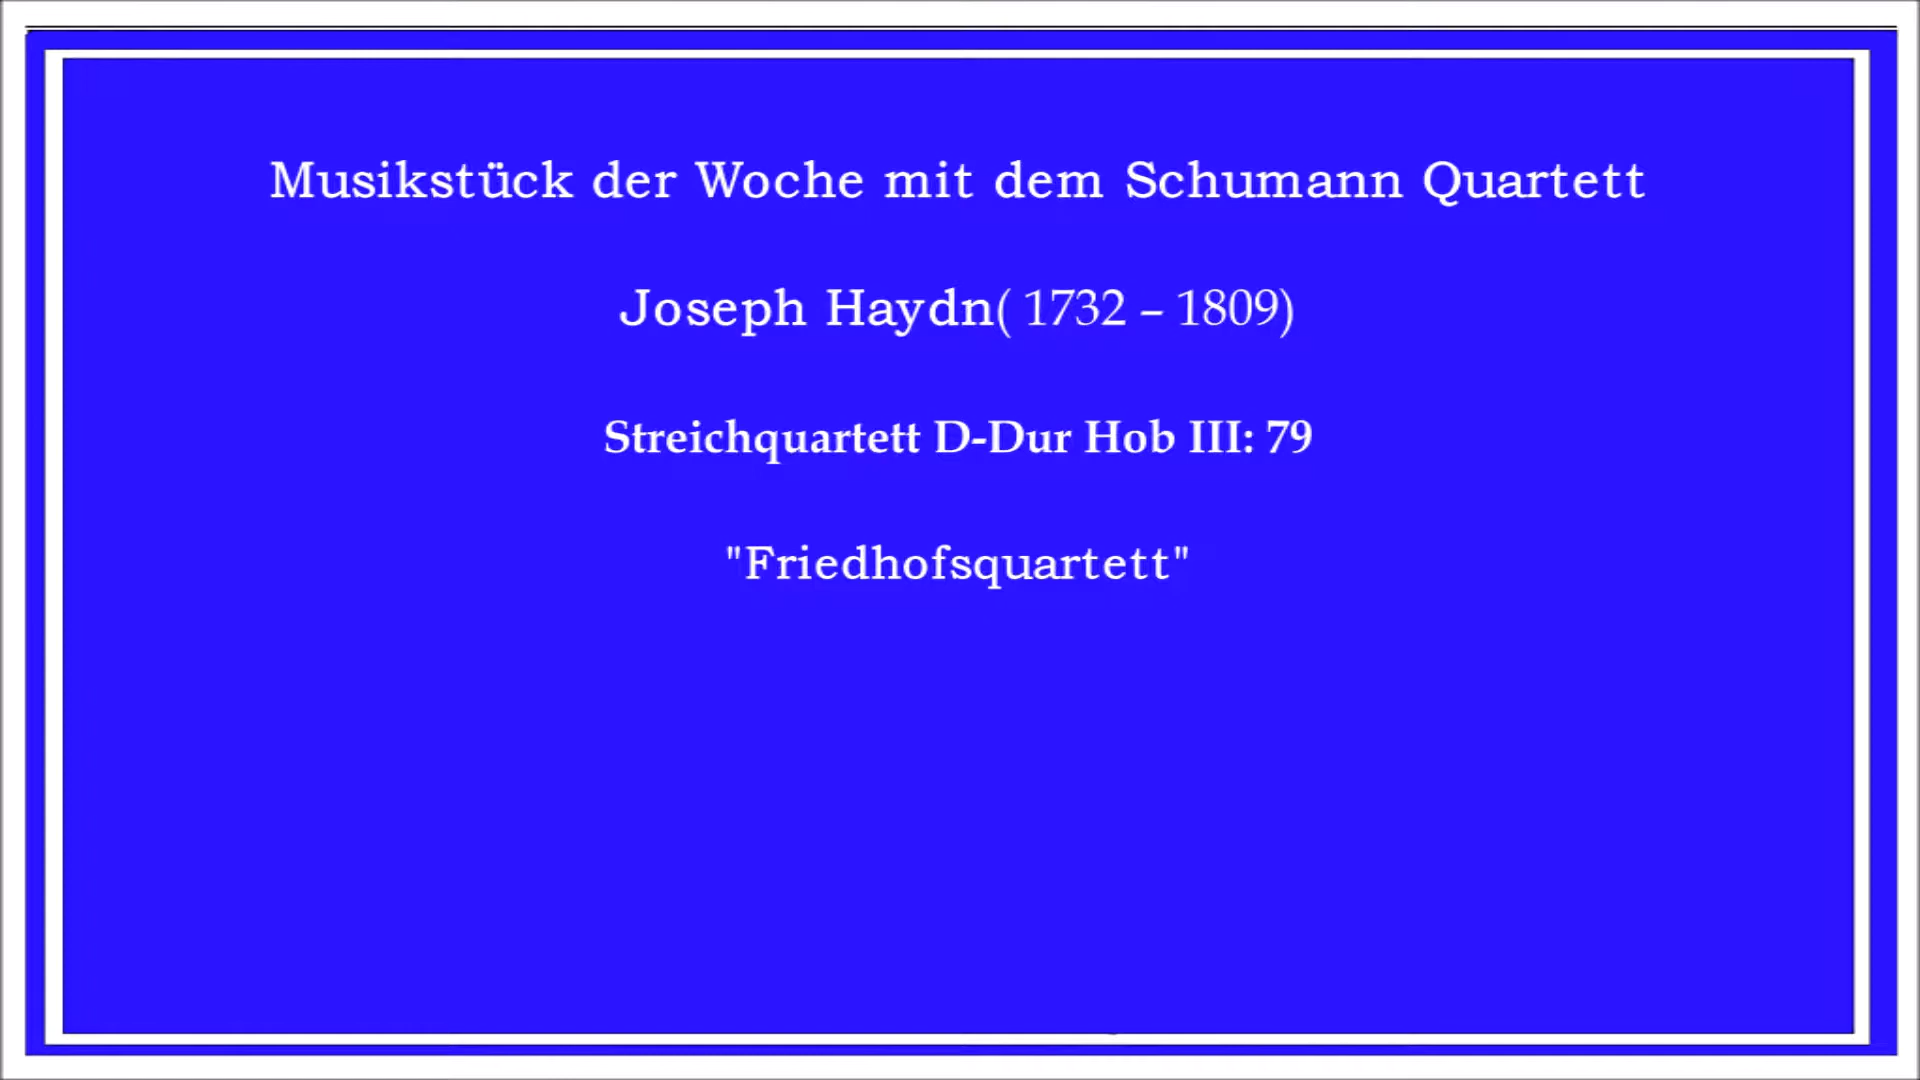 Musikstück der Woche mit dem Schumann Quartett
Joseph Haydn( 1732 – 1809)
Streichquartett D-Dur Hob III: 79
"Friedhofsquartett"